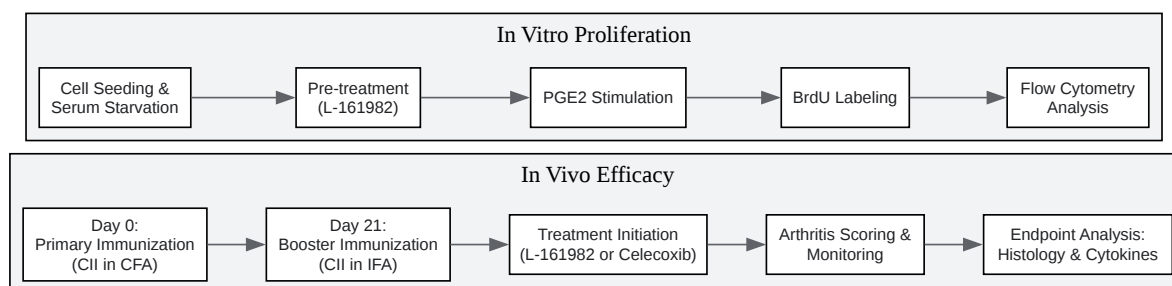 In Vitro Proliferation
Cell Seeding &
Serum Starvation
Pre-treatment
(L-161982)
PGE2 Stimulation
BrdU Labeling
Flow Cytometry
Analysis
In Vivo Efficacy
Day 0:
Primary Immunization
(CII in CFA)
Day 21:
Booster Immunization
(CII in IFA)
Treatment Initiation
(L-161982 or Celecoxib)
Arthritis Scoring &
Monitoring
Endpoint Analysis:
Histology & Cytokines